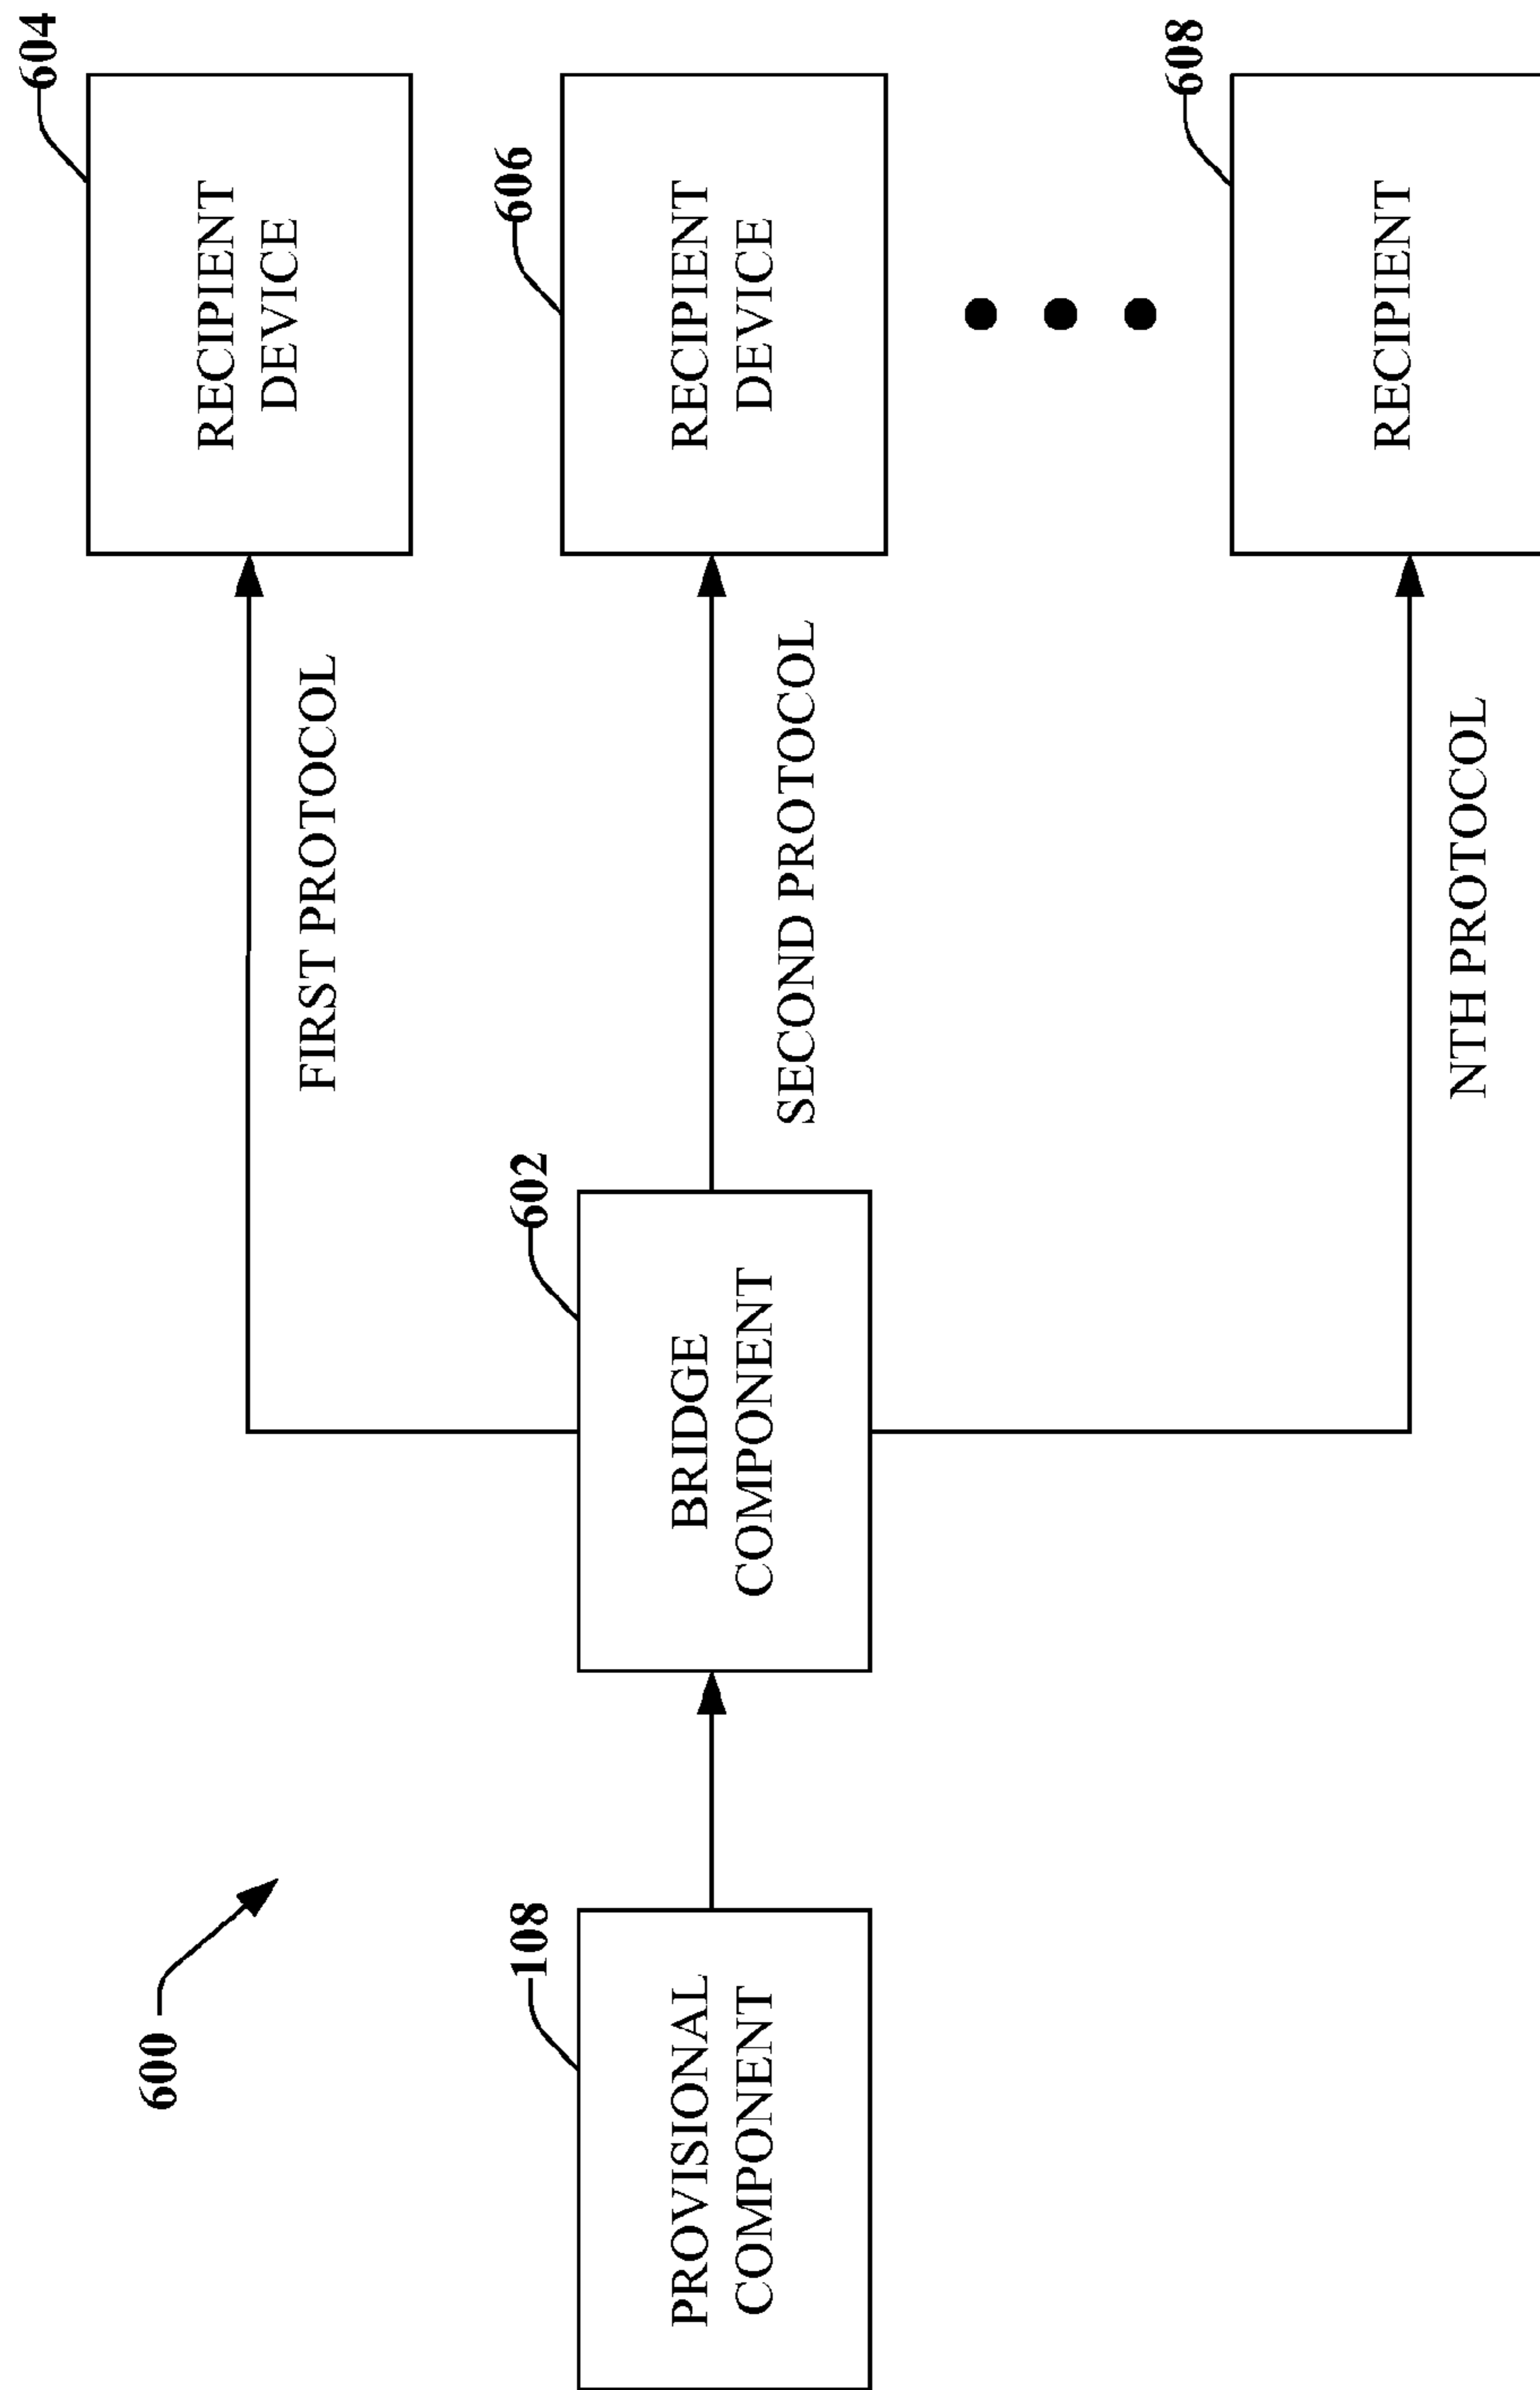 600
PROVISIONAL
COMPONENT
108
BRIDGE
COMPONENT
602
FIRST PROTOCOL
RECIPIENT
DEVICE
604
SECOND PROTOCOL
RECIPIENT
DEVICE
606
NTH PROTOCOL
RECIPIENT
608